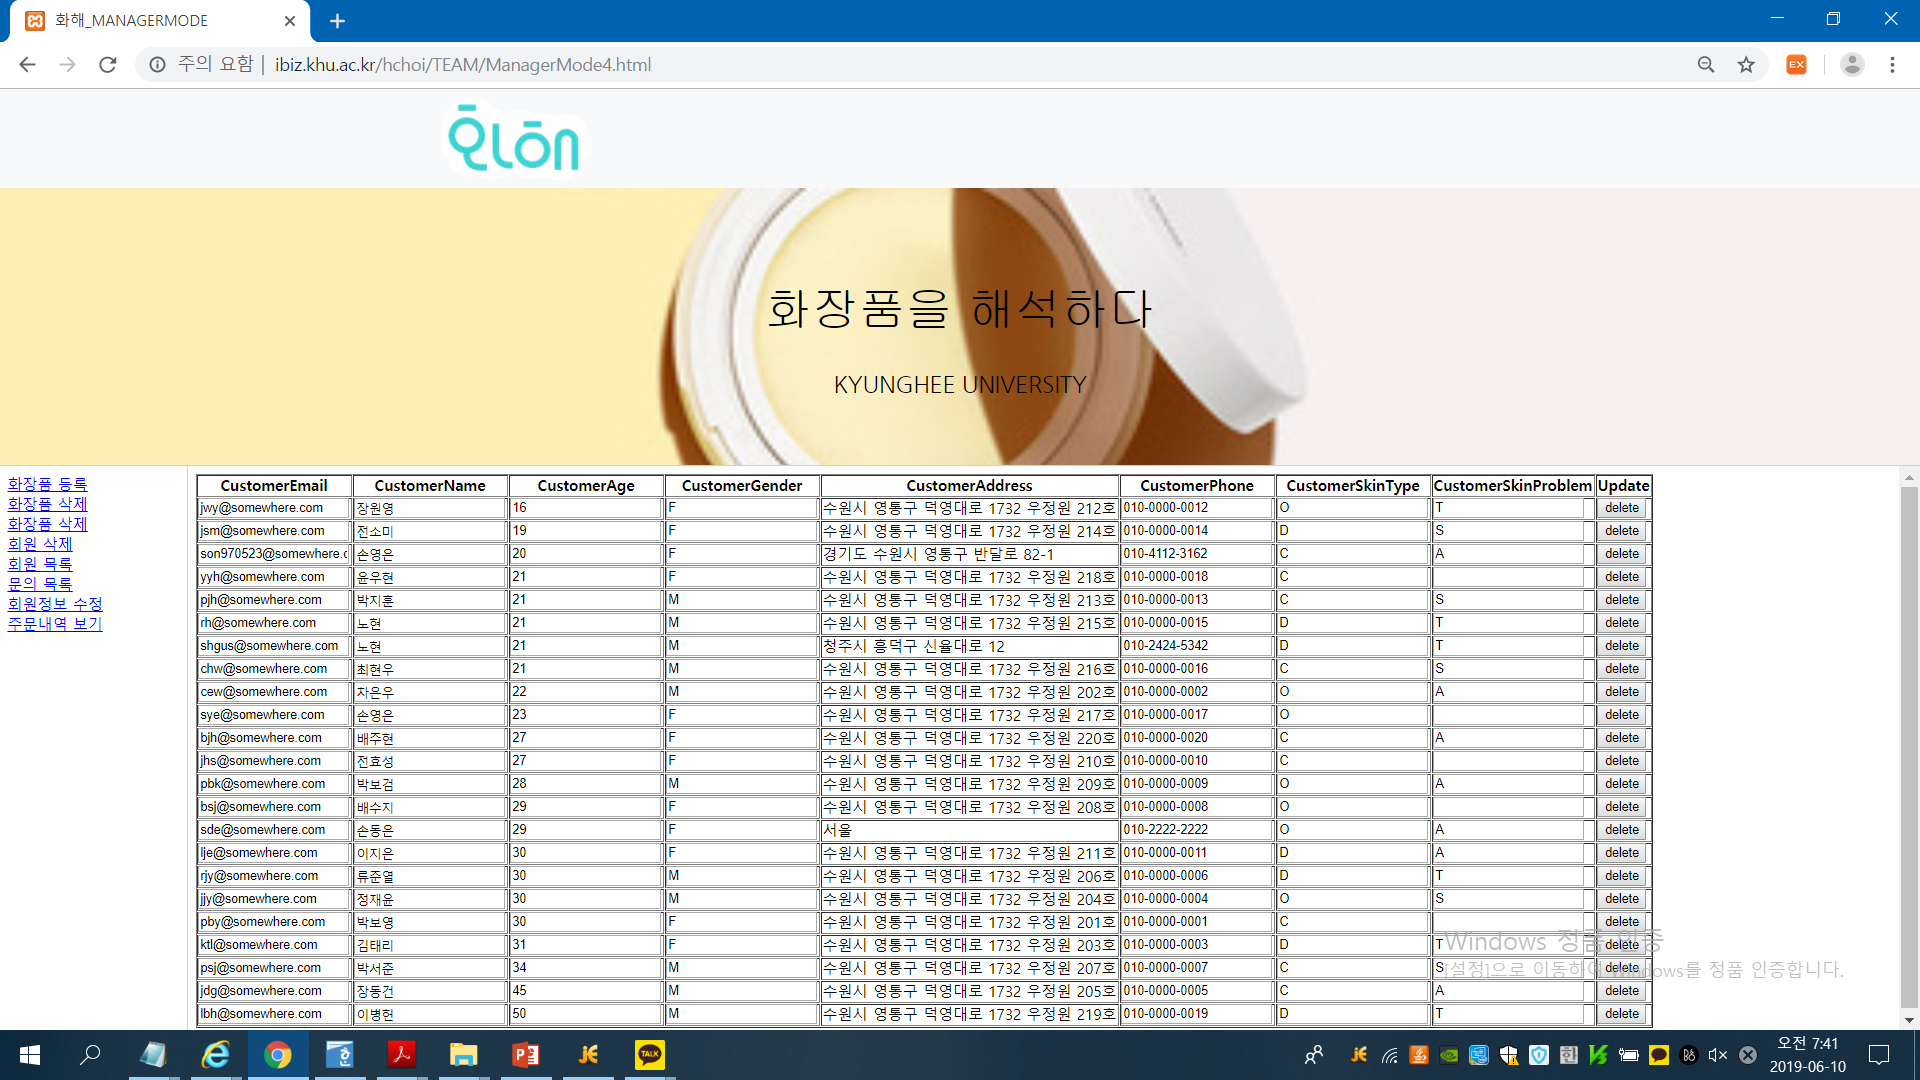 화해_MANAGERMODE
주의 요함 | ibiz.khu.ac.kr/hchoi/TEAM/ManagerMode4.html
EX
화장품을 해석하다
KYUNGHEE UNIVERSITY
화장품 등록
화장품 삭제
화장품 삭제
회원 삭제
회원 목록
문의 목록
회원정보 수정
주문내역 보기
CustomerEmail CustomerName CustomerAge CustomerGender CustomerAddress CustomerPhone CustomerSkinType CustomerSkinProblem Update
jwy@somewhere.com 장원영 16 F 수원시 영통구 덕영대로 1732 우정원 212호 010-0000-0012 O T delete
jsm@somewhere.com 전소미 19 F 수원시 영통구 덕영대로 1732 우정원 214호 010-0000-0014 D S delete
son970523@somewhere.c 손영은 20 F 경기도 수원시 영통구 반달로 82-1 010-4112-3162 C A delete
yyh@somewhere.com 윤우현 21 F 수원시 영통구 덕영대로 1732 우정원 218호 010-0000-0018 C delete
pjh@somewhere.com 박지훈 21 M 수원시 영통구 덕영대로 1732 우정원 213호 010-0000-0013 C S delete
rh@somewhere.com 노현 21 M 수원시 영통구 덕영대로 1732 우정원 215호 010-0000-0015 D T delete
shgus@somewhere.com 노현 21 M 청주시 흥덕구 신율대로 12 010-2424-5342 D T delete
chw@somewhere.com 최현우 21 M 수원시 영통구 덕영대로 1732 우정원 216호 010-0000-0016 C S delete
cew@somewhere.com 차은우 22 M 수원시 영통구 덕영대로 1732 우정원 202호 010-0000-0002 O A delete
sye@somewhere.com 손영은 23 F 수원시 영통구 덕영대로 1732 우정원 217호 010-0000-0017 O delete
bjh@somewhere.com 배주현 27 F 수원시 영통구 덕영대로 1732 우정원 220호 010-0000-0020 C A delete
jhs@somewhere.com 전효성 27 F 수원시 영통구 덕영대로 1732 우정원 210호 010-0000-0010 C delete
pbk@somewhere.com 박보검 28 M 수원시 영통구 덕영대로 1732 우정원 209호 010-0000-0009 O A delete
bsj@somewhere.com 배수지 29 F 수원시 영통구 덕영대로 1732 우정원 208호 010-0000-0008 O delete
sde@somewhere.com 손동은 29 F 서울 010-2222-2222 O A delete
lje@somewhere.com 이지은 30 F 수원시 영통구 덕영대로 1732 우정원 211호 010-0000-0011 D A delete
rjy@somewhere.com 류준열 30 M 수원시 영통구 덕영대로 1732 우정원 206호 010-0000-0006 D T delete
jjy@somewhere.com 정재윤 30 M 수원시 영통구 덕영대로 1732 우정원 204호 010-0000-0004 O S delete
pby@somewhere.com 박보영 30 F 수원시 영통구 덕영대로 1732 우정원 201호 010-0000-0001 C delete
ktl@somewhere.com 김태리 31 F 수원시 영통구 덕영대로 1732 우정원 203호 010-0000-0003 D T delete
psj@somewhere.com 박서준 34 M 수원시 영통구 덕영대로 1732 우정원 207호 010-0000-0007 C S delete
jdg@somewhere.com 장동건 45 M 수원시 영통구 덕영대로 1732 우정원 205호 010-0000-0005 C A delete
lbh@somewhere.com 이병헌 50 M 수원시 영통구 덕영대로 1732 우정원 219호 010-0000-0019 D T delete
Windows 정품 인증
[설정]으로 이동하여 Windows를 정품 인증합니다.
TALK
오전 7:41
2019-06-10